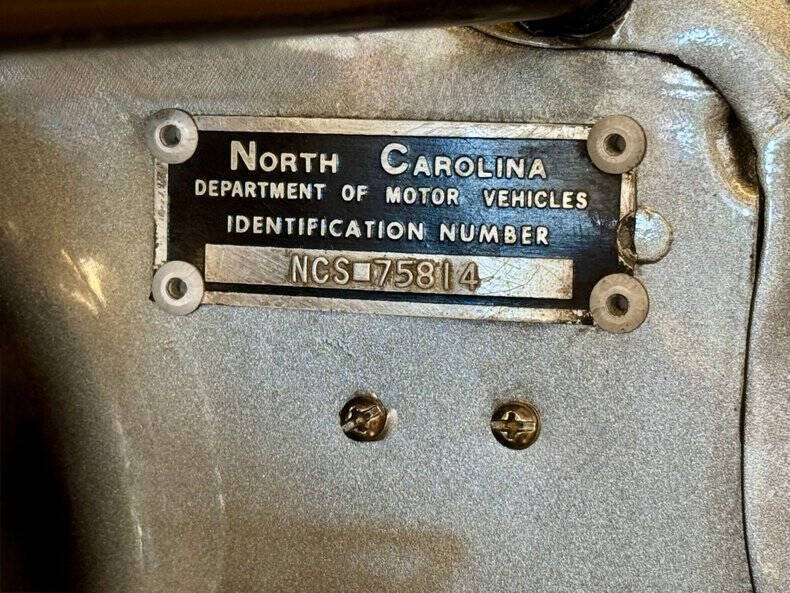 NORTH CAROLINA
DEPARTMENT OF MOTOR VEHICLES
IDENTIFICATION NUMBER
NCS-75814